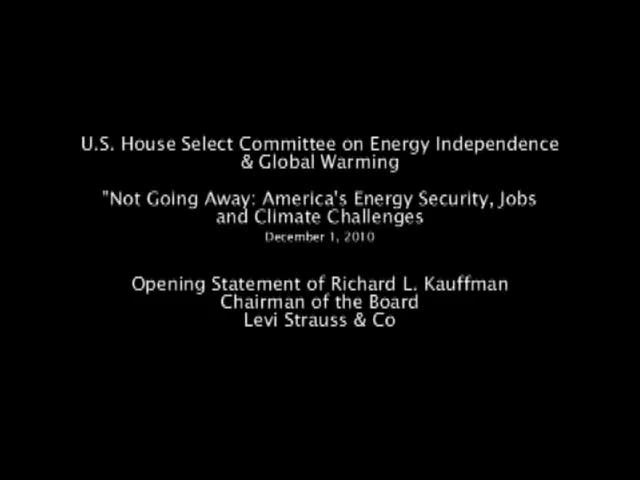 U.S. House Select Committee on Energy Independence
& Global Warming
"Not Going Away: America's Energy Security, Jobs
and Climate Challenges
December 1, 2010
Opening Statement of Richard L. Kauffman
Chairman of the Board
Levi Strauss & Co